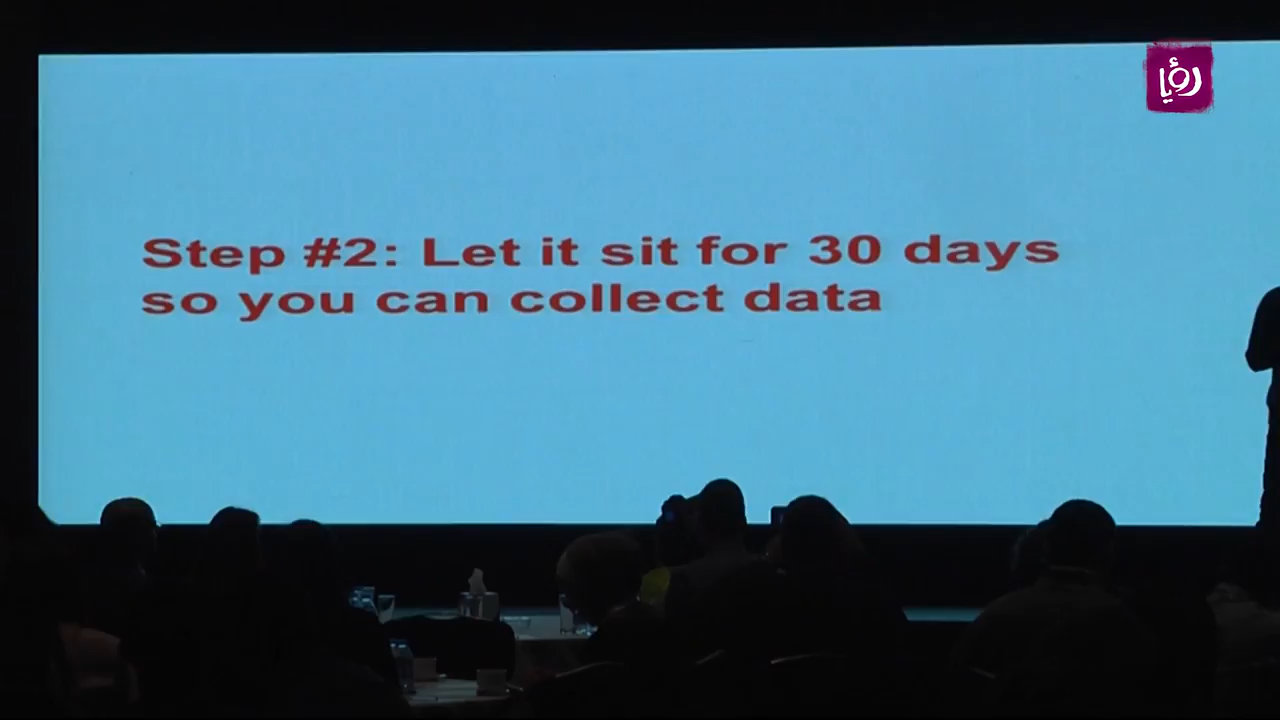 رؤيا
Step #2: Let it sit for 30 days
so you can collect data